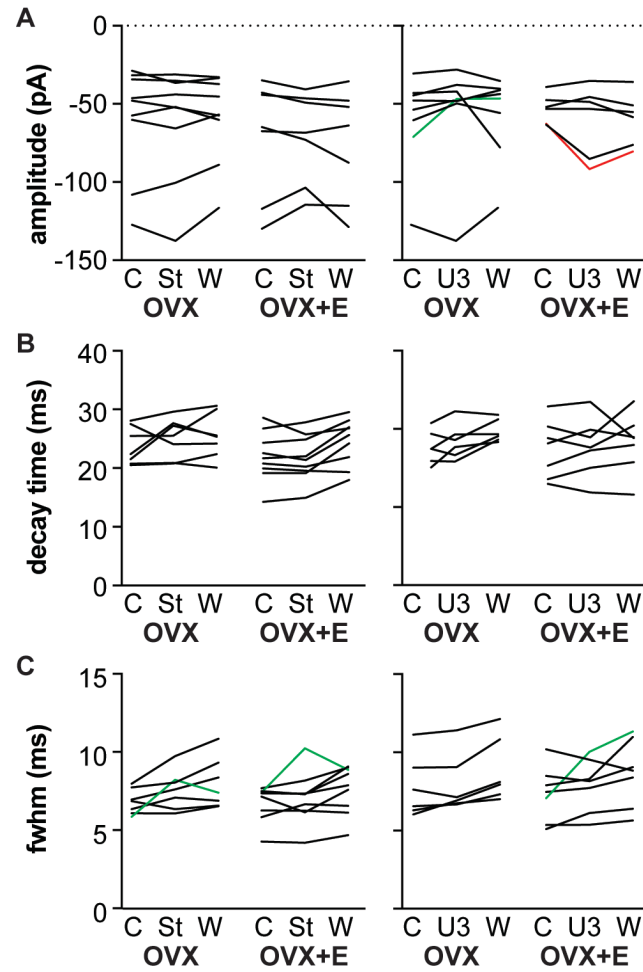 A
amplitude (pA)
0
-50
-100
-150
C St W C St W C U3 W C U3 W
OVX OVX+E OVX OVX+E
B
decay time (ms)
40
30
20
10
0
C St W C St W C U3 W C U3 W
OVX OVX+E OVX OVX+E
C
fwhm (ms)
15
10
5
0
C St W C St W C U3 W C U3 W
OVX OVX+E OVX OVX+E